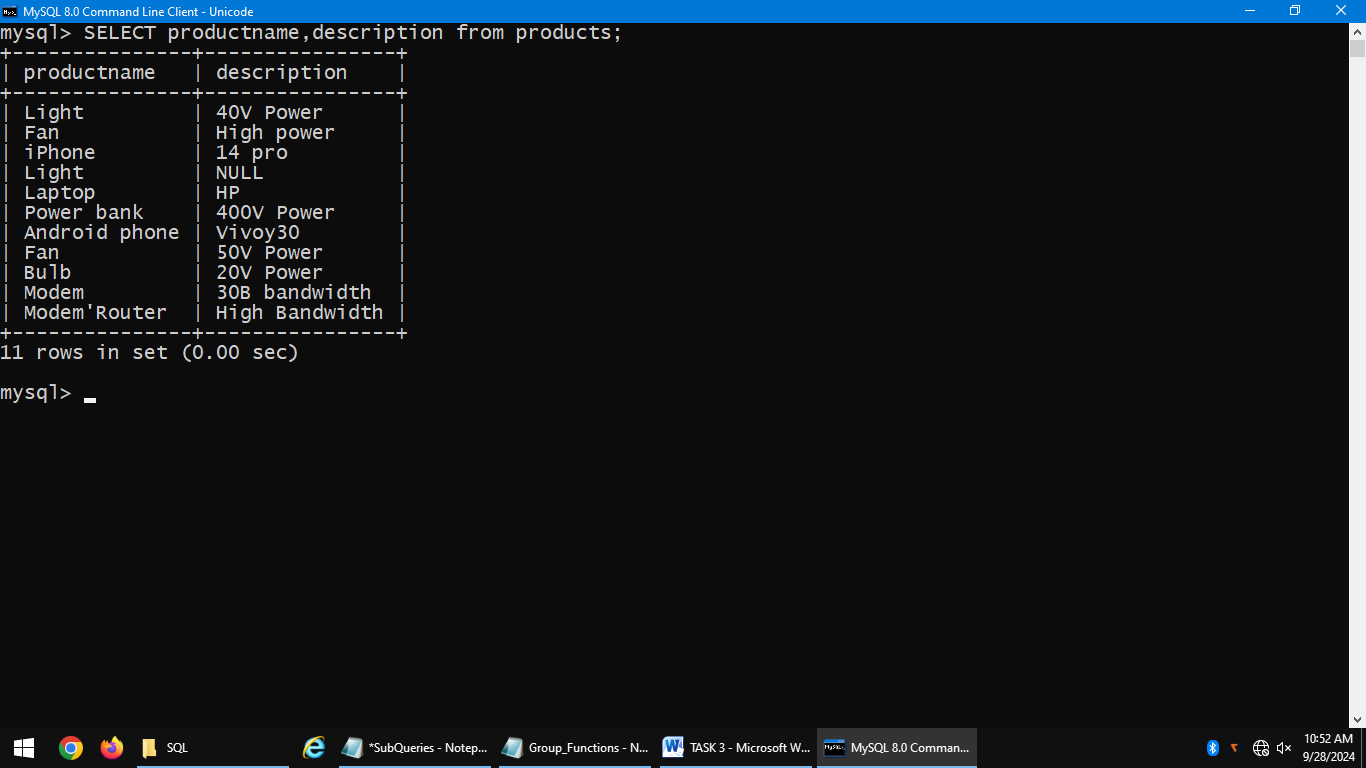 MySQL 8.0 Command Line Client - Unicode
mysql> SELECT productname,description from products;
+---------------+----------------+
| productname   | description    |
+---------------+----------------+
| Light         | 40V Power      |
| Fan           | High power     |
| iPhone        | 14 pro         |
| Light         | NULL           |
| Laptop        | HP             |
| Power bank    | 400V Power     |
| Android phone | Vivoy30        |
| Fan           | 50V Power      |
| Bulb          | 20V Power      |
| Modem         | 30B bandwidth  |
| Modem'Router  | High Bandwidth |
+---------------+----------------+
11 rows in set (0.00 sec)
mysql>
SQL
*SubQueries - Notep...
Group_Functions - N...
TASK 3 - Microsoft W...
MySQL 8.0 Comman...
10:52 AM
9/28/2024